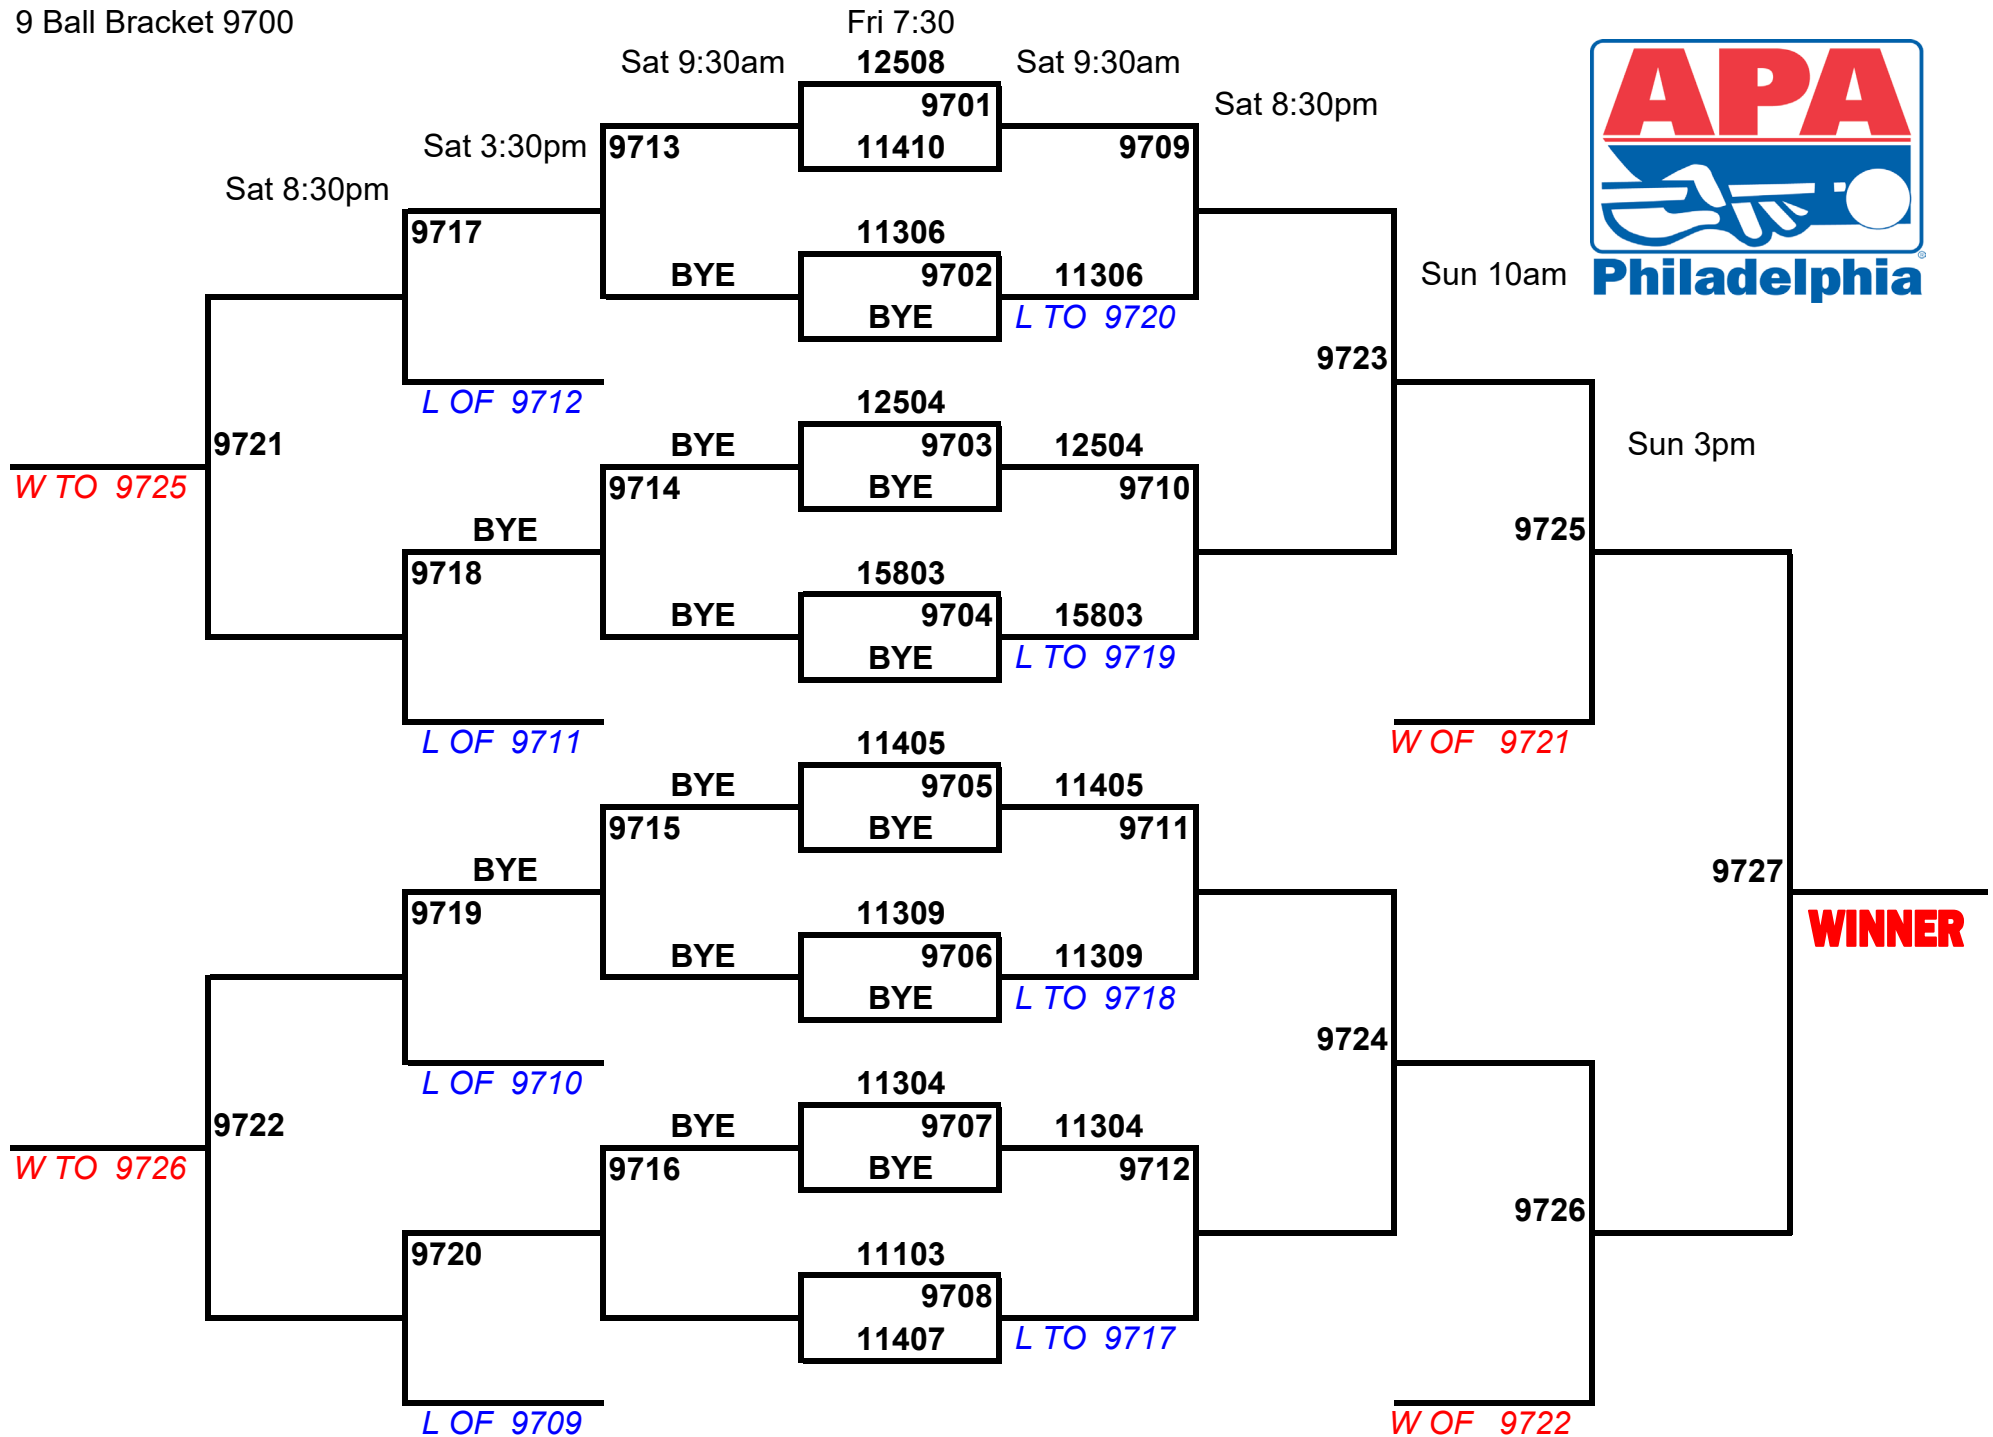 9 Ball Bracket 9700
Fri 7:30
Sat 9:30am
12508
Sat 9:30am
9701
Sat 8:30pm
Sat 3:30pm
9713
11410
9709
APA
Philadelphia
®
Sat 8:30pm
9717
11306
BYE
9702
11306
Sun 10am
BYE
L TO 9720
9723
L OF 9712
12504
9721
BYE
9703
12504
Sun 3pm
W TO 9725
9714
BYE
9710
BYE
9725
9718
15803
BYE
9704
15803
BYE
L TO 9719
L OF 9711
11405
W OF 9721
BYE
9705
11405
9715
BYE
9711
BYE
9727
9719
11309
WINNER
BYE
9706
11309
BYE
L TO 9718
9724
L OF 9710
11304
9722
BYE
9707
11304
W TO 9726
9716
BYE
9712
9726
9720
11103
9708
11407
L TO 9717
L OF 9709
W OF 9722